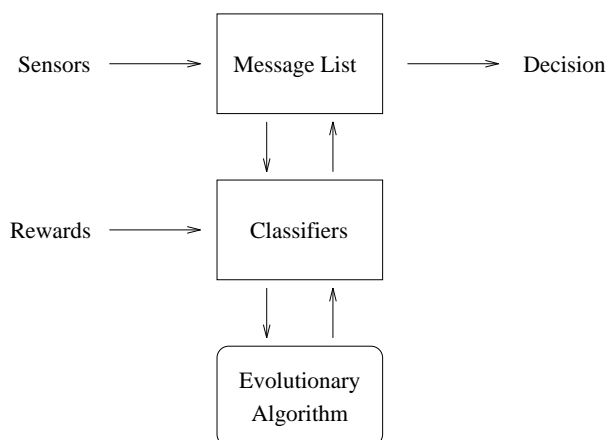 Sensors
Message List
Decision
Rewards
Classifiers
Evolutionary
Algorithm